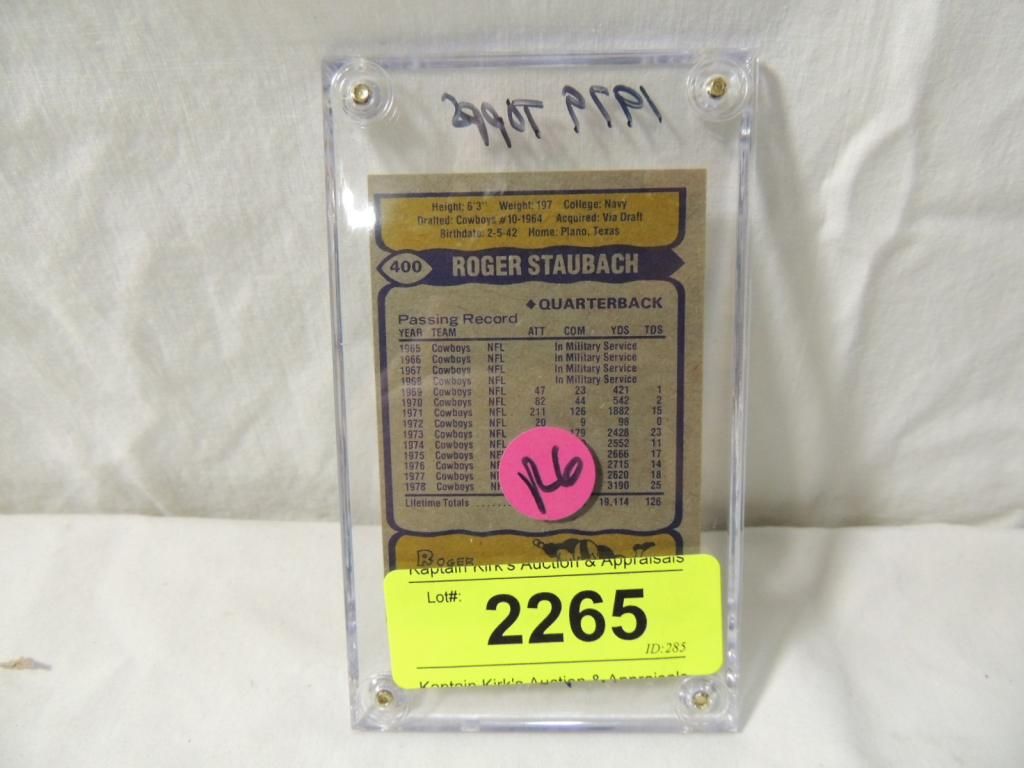 1979 Topps
Height: 6'3" Weight: 197 College: Navy
Drafted: Cowboys #10-1964 Acquired: Via Draft
Birthdate: 2-5-42 Home: Plano, Texas
400 ROGER STAUBACH
♦QUARTERBACK
Passing Record
YEAR TEAM ATT COM YDS TDS
1965 Cowboys NFL In Military Service
1966 Cowboys NFL In Military Service
1967 Cowboys NFL In Military Service
1968 Cowboys NFL In Military Service
1969 Cowboys NFL 47 23 421 1
1970 Cowboys NFL 82 44 542 2
1971 Cowboys NFL 211 126 1882 15
1972 Cowboys NFL 20 9 98 0
1973 Cowboys NFL 179 2428 23
1974 Cowboys NFL 2552 11
1975 Cowboys 2666 17
1976 Cowboys 2715 14
1977 Cowboys 2620 18
1978 Cowboys 3190 25
Lifetime Totals ...... 19,114 126
R6
ROGER
Kaptain Kirk's Auction & Appraisals
Lot#: 2265
ID:285
Kaptain Kirk's Auction & Appraisals